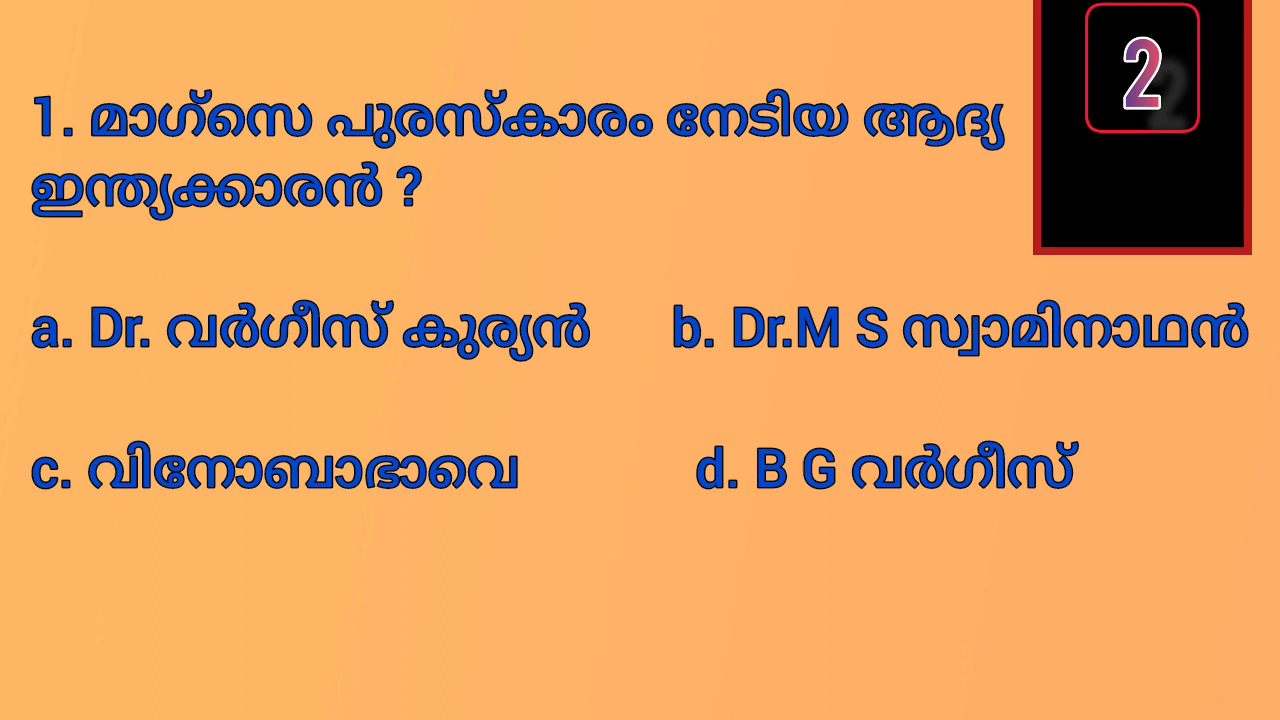 1. മാഗ്സെ പുരസ്കാരം നേടിയ ആദ്യ
ഇന്ത്യക്കാരൻ ?
2
a. Dr. വർഗീസ് കുര്യൻ b. Dr.M S സ്വാമിനാഥൻ
c. വിനോബാഭാവെ d. B G വർഗീസ്